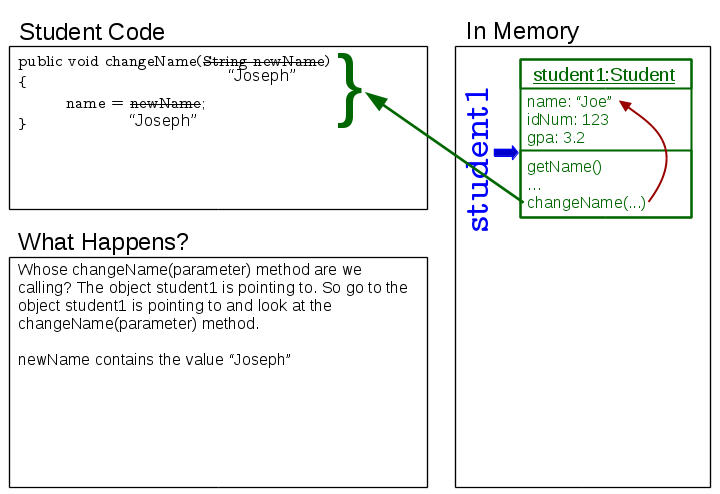 Student Code
public void changeName(String newName)
"Joseph"
{
name = newName;
"Joseph"
}
}
What Happens?
Whose changeName(parameter) method are we
calling? The object student1 is pointing to. So go to the
object student1 is pointing to and look at the
changeName(parameter) method.
newName contains the value “Joseph”
In Memory
student1
student1:Student
name: “Joe”
idNum: 123
gpa: 3.2
getName()
...
changeName(...)